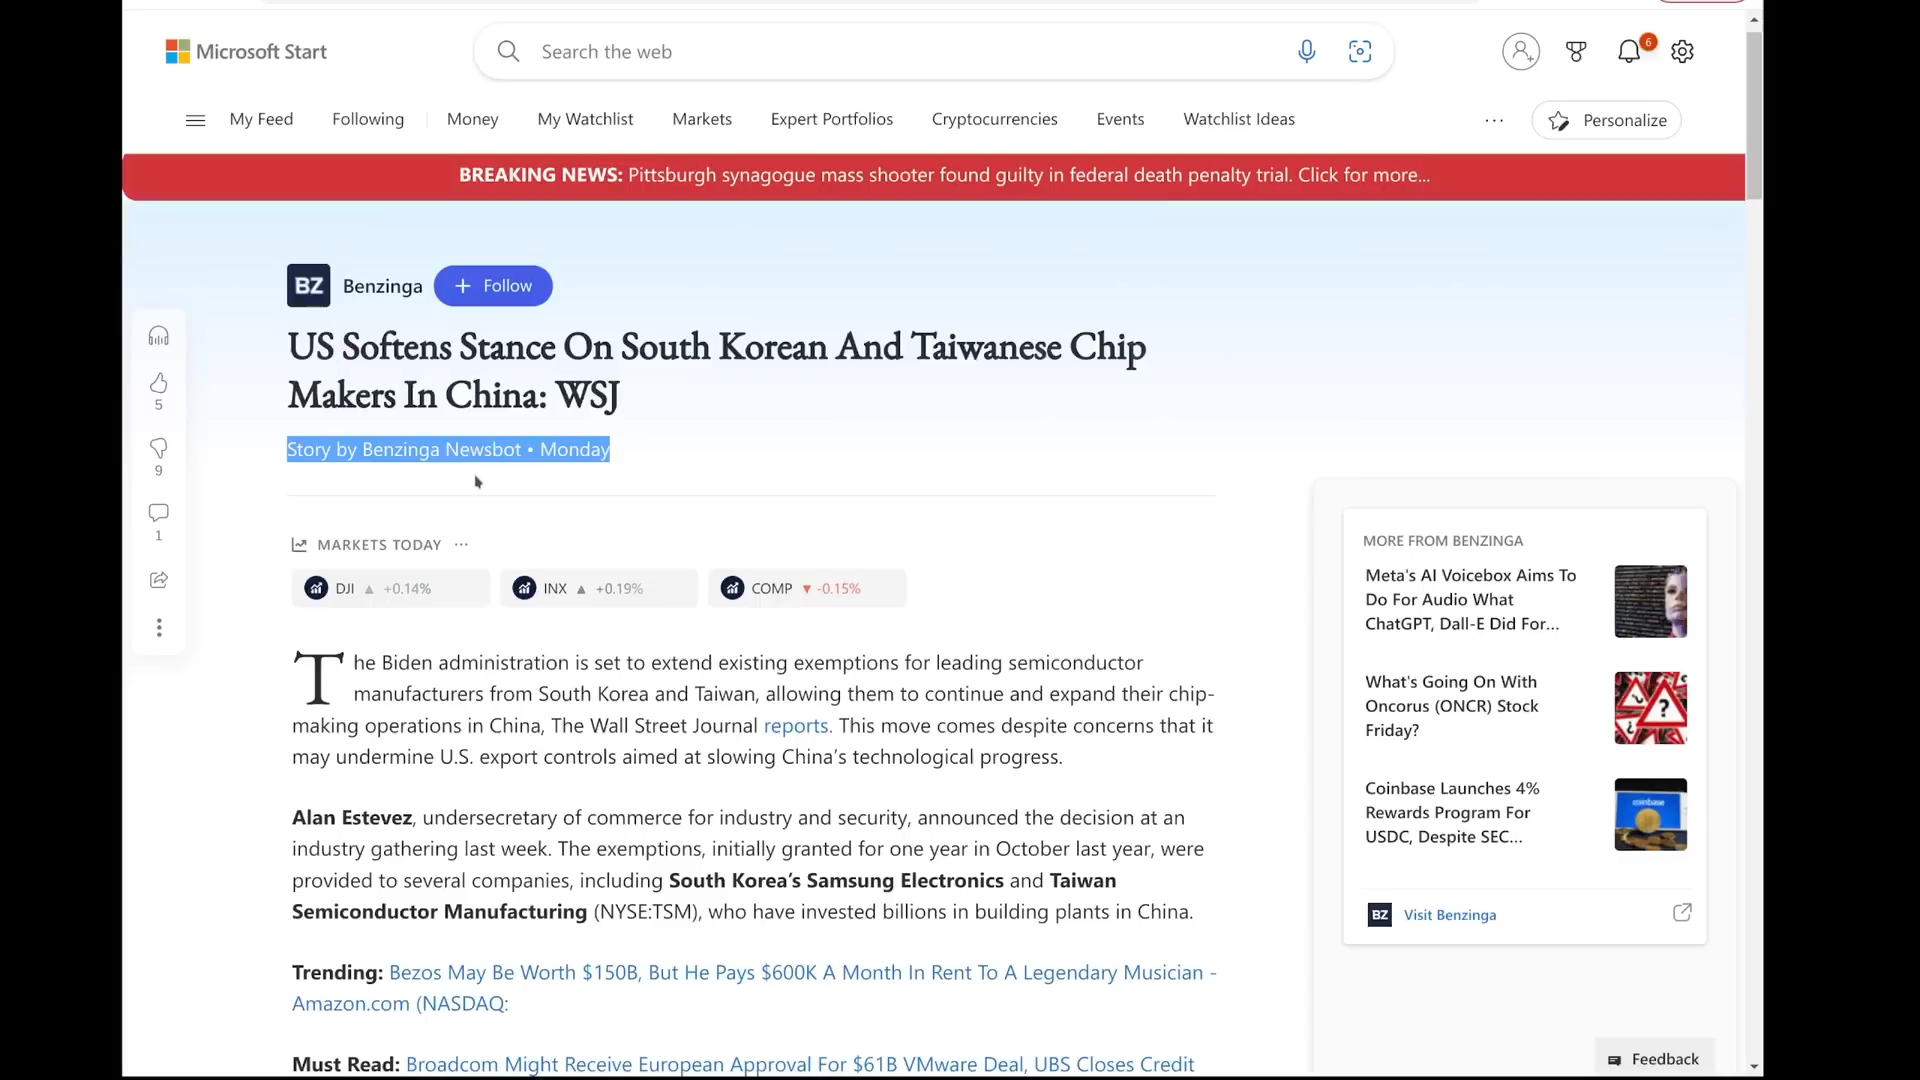 Microsoft Start
Search the web
6
My Feed
Following
Money
My Watchlist
Markets
Expert Portfolios
Cryptocurrencies
Events
Watchlist Ideas
...
Personalize
BREAKING NEWS: Pittsburgh synagogue mass shooter found guilty in federal death penalty trial. Click for more...
BZ
Benzinga
+ Follow
US Softens Stance On South Korean And Taiwanese Chip
Makers In China: WSJ
Story by Benzinga Newsbot • Monday
5
9
1
MARKETS TODAY ...
DJI ▲ +0.14%
INX ▲ +0.19%
COMP ▼ -0.15%
The Biden administration is set to extend existing exemptions for leading semiconductor
manufacturers from South Korea and Taiwan, allowing them to continue and expand their chip-
making operations in China, The Wall Street Journal reports. This move comes despite concerns that it
may undermine U.S. export controls aimed at slowing China’s technological progress.
Alan Estevez, undersecretary of commerce for industry and security, announced the decision at an
industry gathering last week. The exemptions, initially granted for one year in October last year, were
provided to several companies, including South Korea’s Samsung Electronics and Taiwan
Semiconductor Manufacturing (NYSE:TSM), who have invested billions in building plants in China.
Trending: Bezos May Be Worth $150B, But He Pays $600K A Month In Rent To A Legendary Musician -
Amazon.com (NASDAQ:
Must Read: Broadcom Might Receive European Approval For $61B VMware Deal, UBS Closes Credit
MORE FROM BENZINGA
Meta's AI Voicebox Aims To
Do For Audio What
ChatGPT, Dall-E Did For...
What's Going On With
Oncorus (ONCR) Stock
Friday?
Coinbase Launches 4%
Rewards Program For
USDC, Despite SEC...
coinbase
BZ
Visit Benzinga
Feedback